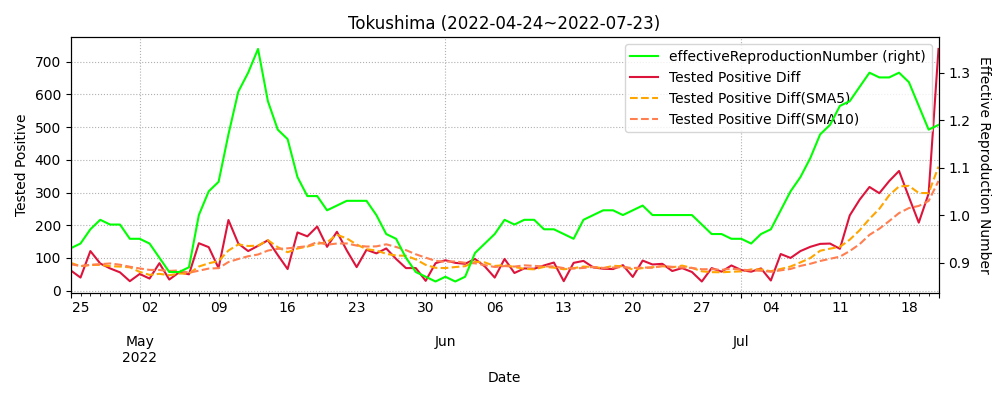 Tokushima (2022-04-24~2022-07-23)
effectiveReproductionNumber (right)
Tested Positive Diff
Tested Positive Diff(SMA5)
Tested Positive Diff(SMA10)
Tested Positive
700
600
500
400
300
200
100
0
1.3
1.2
1.1
1.0
0.9
Effective Reproduction Number
25 02 09 16 23 30 06 13 20 27 04 11 18
May Jun Jul
2022
Date